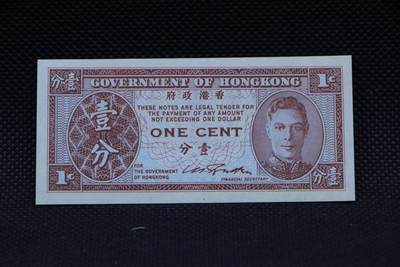 分壹 GOVERNMENT OF HONGKONG 1¢
府政港香
THESE NOTES ARE LEGAL TENDER FOR
THE PAYMENT OF ANY AMOUNT
NOT EXCEEDING ONE DOLLAR
壹分
ONE CENT
分壹
FOR
THE GOVERNMENT
OF HONGKONG
FINANCIAL SECRETARY
1¢ 分壹